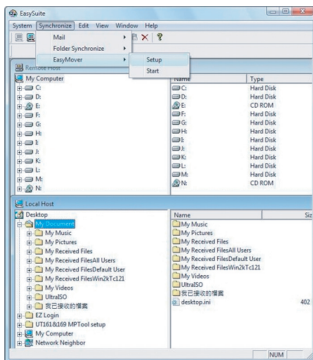 EasySuite
System Synchronize Edit View Window Help
Mail
Folder Synchronize
EasyMover
Setup
Start
Remote Host
My Computer
C:
D:
E:
F:
G:
H:
I:
J:
K:
L:
M:
N:
Name Type
C: Hard Disk
D: Hard Disk
E: CD ROM
F: Hard Disk
G: Hard Disk
H: Hard Disk
I: Hard Disk
J: Hard Disk
K: Hard Disk
L: Hard Disk
M: Hard Disk
N: CD ROM
Local Host
Desktop
My Document
My Music
My Pictures
My Received Files
My Received FilesAll Users
My Received FilesDefault User
My Received FilesWin2kTc121
My Videos
UltraISO
我已接收的檔案
EZ Login
UT161&169 MPTool setup
My Computer
Network Neighbor
Name Siz
My Music
My Pictures
My Received Files
My Received FilesAll Users
My Received FilesDefault User
My Received FilesWin2kTc121
My Videos
UltraISO
我已接收的檔案
desktop.ini 402
NUM